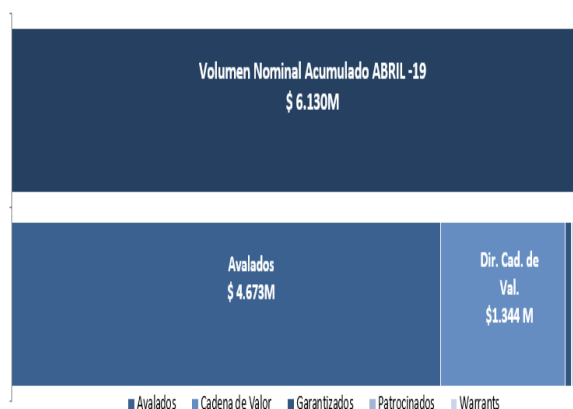 Volumen Nominal Acumulado ABRIL -19
$ 6.130M
Avalados
$ 4.673M
Dir. Cad. de
Val.
$1.344 M
Avalados Cadena de Valor Garantizados Patrocinados Warrants